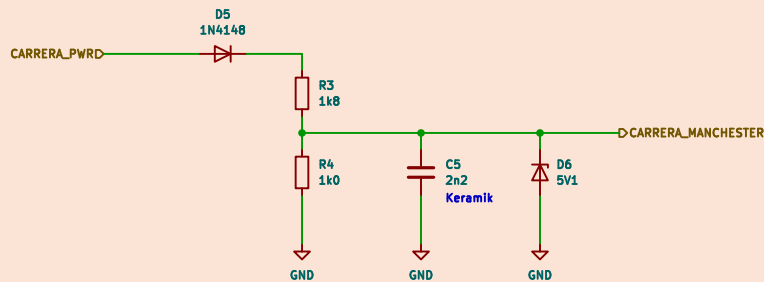 D5
1N4148
CARRERA_PWR
R3
1k8
CARRERA_MANCHESTER
R4
1k0
C5
2n2
Keramik
D6
5V1
GND
GND
GND